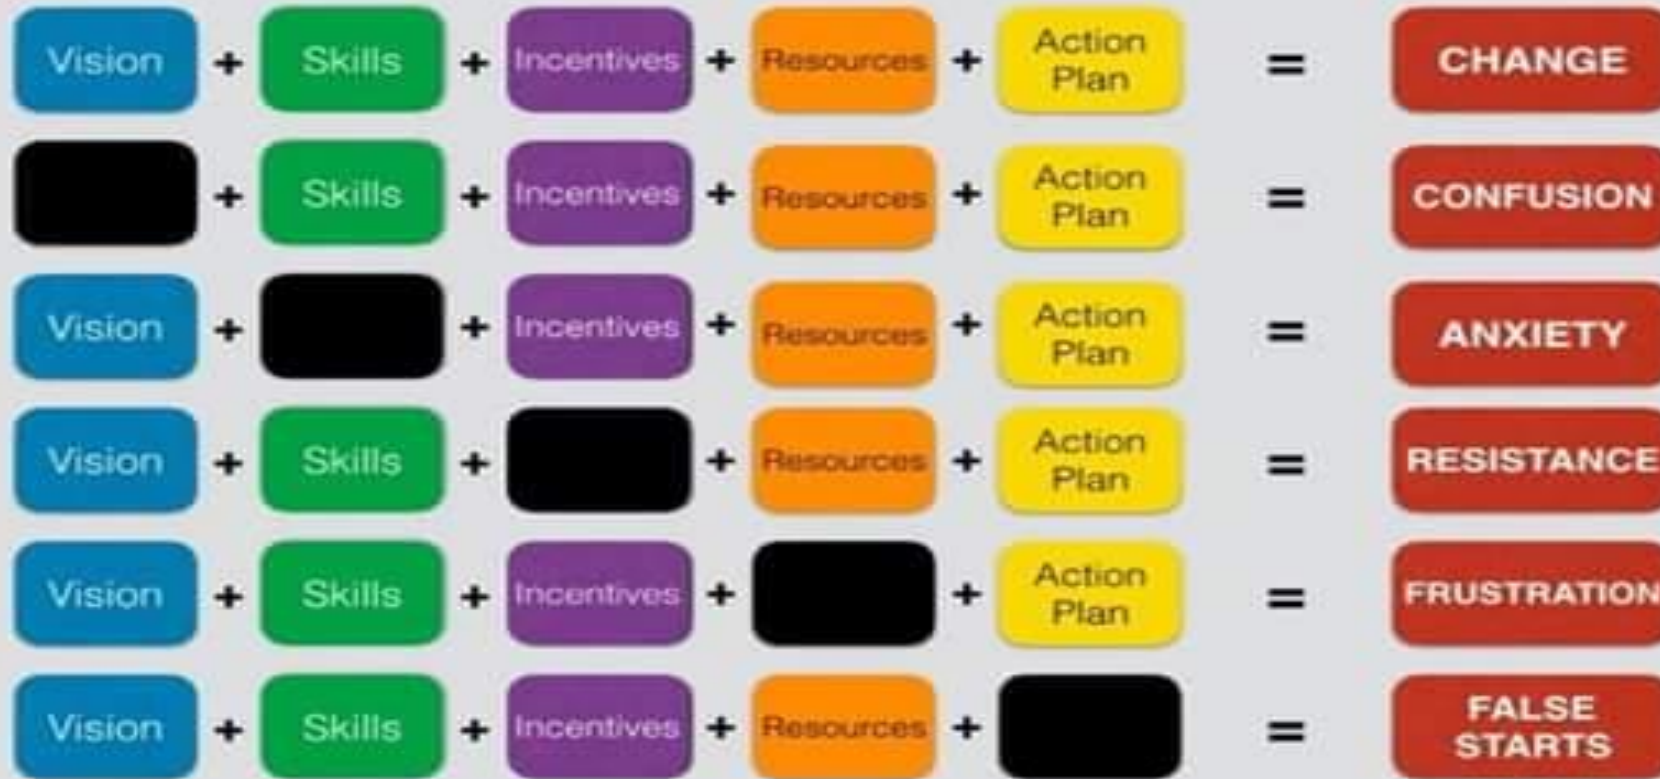 Vision + Skills + Incentives + Resources + Action Plan = CHANGE
+ Skills + Incentives + Resources + Action Plan = CONFUSION
Vision + + Incentives + Resources + Action Plan = ANXIETY
Vision + Skills + + Resources + Action Plan = RESISTANCE
Vision + Skills + Incentives + + Action Plan = FRUSTRATION
Vision + Skills + Incentives + Resources + = FALSE STARTS